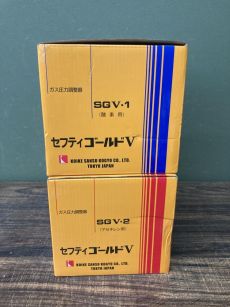 ガス圧力調整器
SGV・1
(酸素用)
セフティゴールドV
KOIKE SANSO KOGYO CO., LTD.
TOKYO JAPAN
ガス圧力調整器
SGV・2
(アセチレン用)
セフティゴールドV
KOIKE SANSO KOGYO CO., LTD.
TOKYO JAPAN